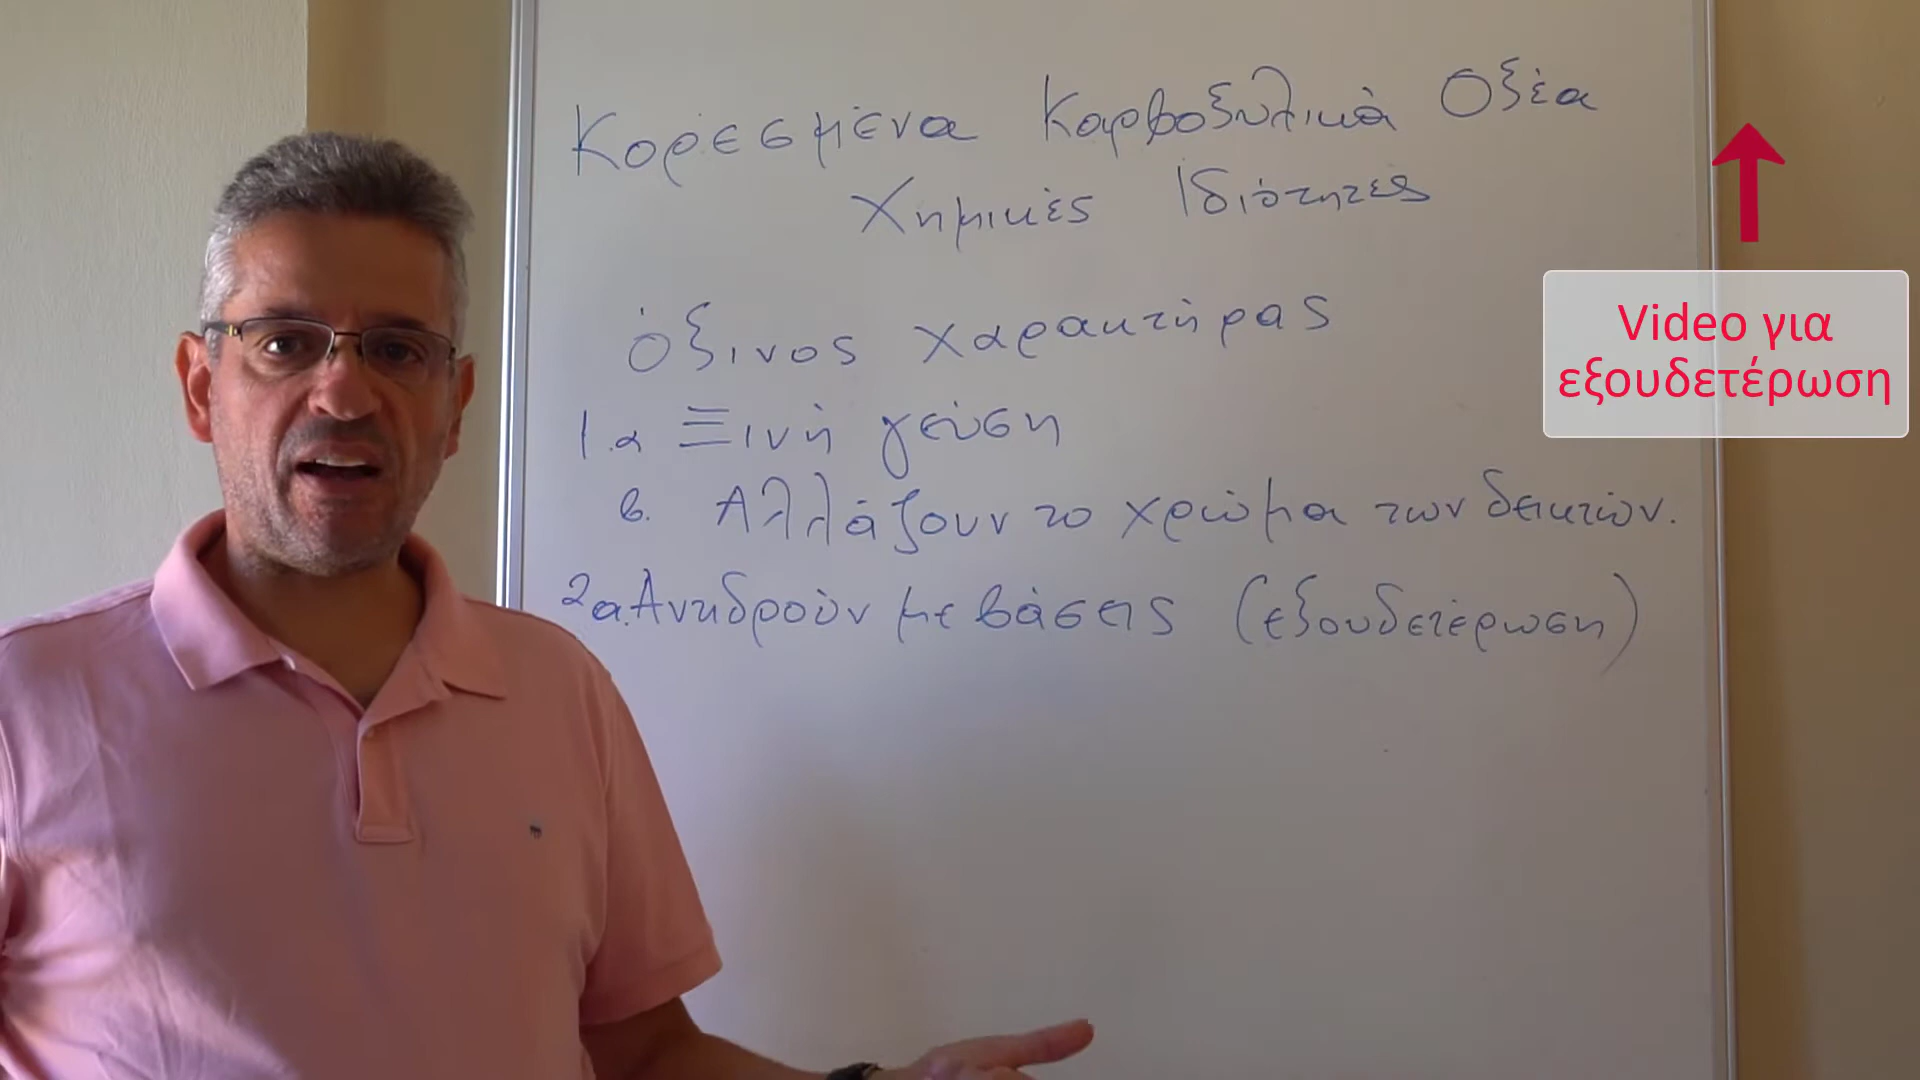 Κορεσμένα Καρβοξυλικά Οξέα
Χημικές Ιδιότητες
Όξινος χαρακτήρας
1.α Ξινή γεύση
β. Αλλάζουν το χρώμα των δεικτών.
2α. Αντιδρούν με βάσεις (εξουδετέρωση)
Video για
εξουδετέρωση